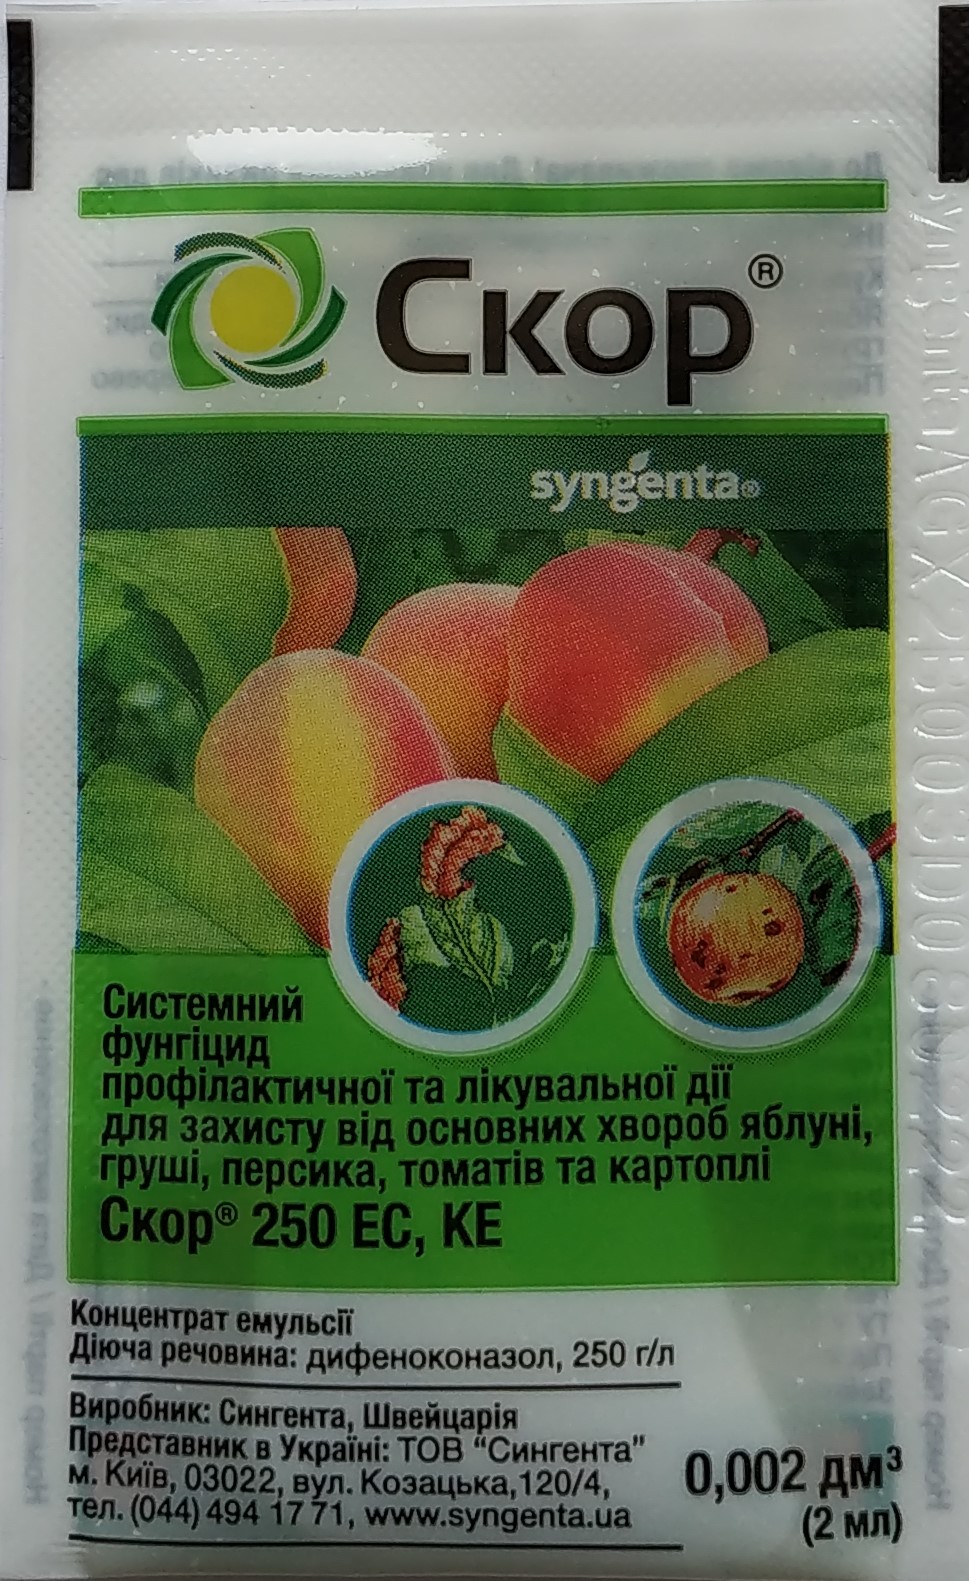 Скор®
syngenta®
Системний
фунгіцид
профілактичної та лікувальної дії
для захисту від основних хвороб яблуні,
груші, персика, томатів та картоплі
Скор® 250 ЕС, КЕ
Концентрат емульсії
Діюча речовина: дифеноконазол, 250 г/л
Виробник: Сингента, Швейцарія
Представник в Україні: ТОВ “Сингента”
м. Київ, 03022, вул. Козацька,120/4,
тел. (044) 494 17 71, www.syngenta.ua
0,002 дм³
(2 мл)